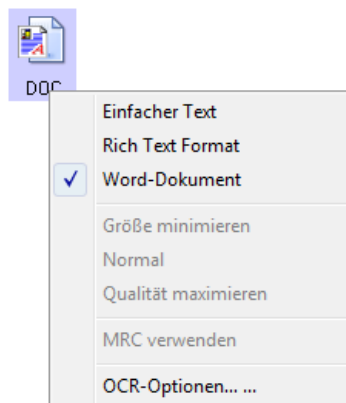 DOC
Einfacher Text
Rich Text Format
Word-Dokument
Größe minimieren
Normal
Qualität maximieren
MRC verwenden
OCR-Optionen... ...